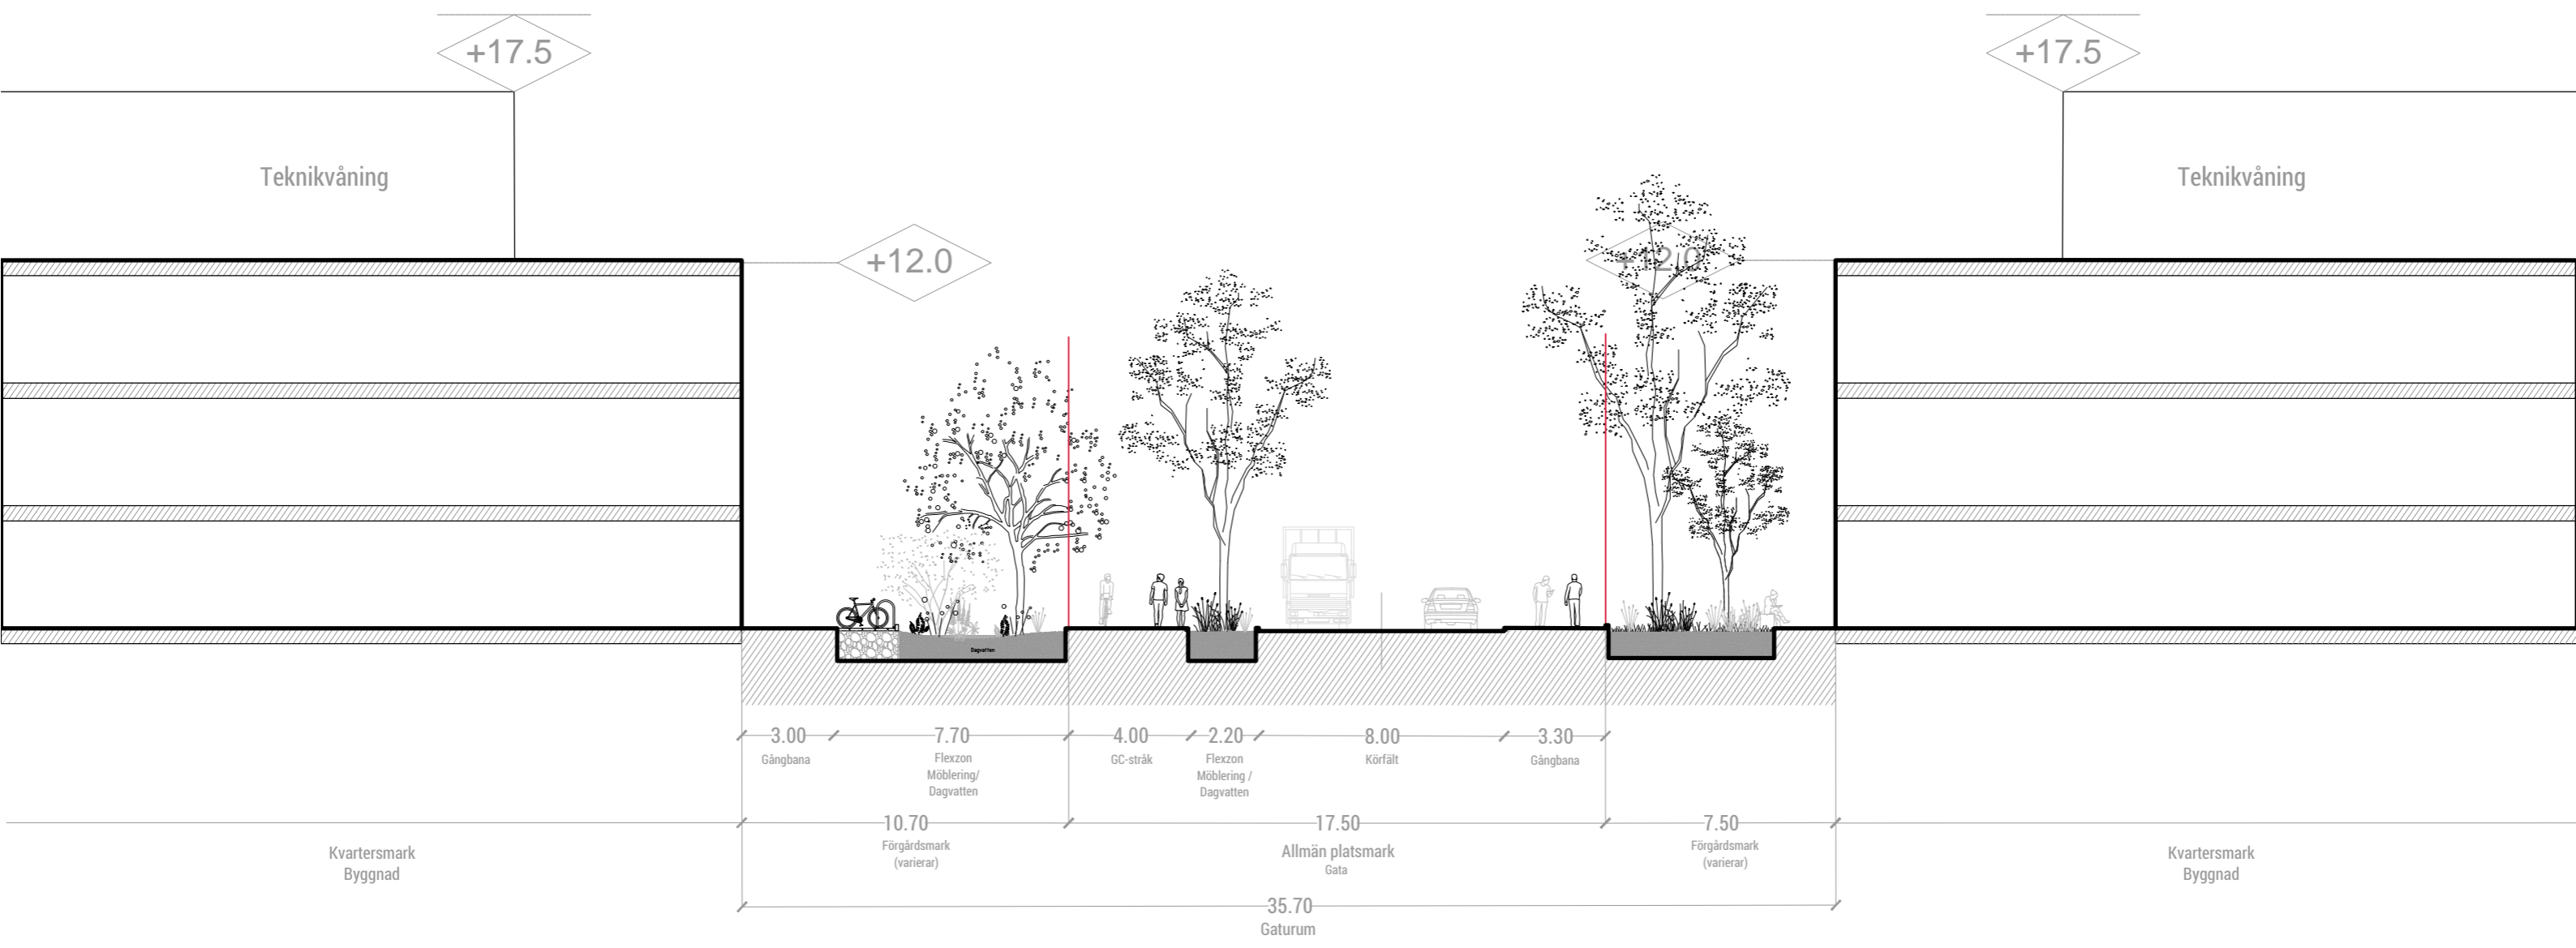 +17.5
+17.5
Teknikvåning
Teknikvåning
+12.0
+12.0
Dagvatten
3.00
Gångbana
7.70
Flexzon
Möblering/
Dagvatten
4.00
GC-stråk
2.20
Flexzon
Möblering /
Dagvatten
8.00
Körfält
3.30
Gångbana
10.70
Förgårdsmark
(varierar)
17.50
Allmän platsmark
Gata
7.50
Förgårdsmark
(varierar)
Kvartersmark
Byggnad
Kvartersmark
Byggnad
35.70
Gaturum